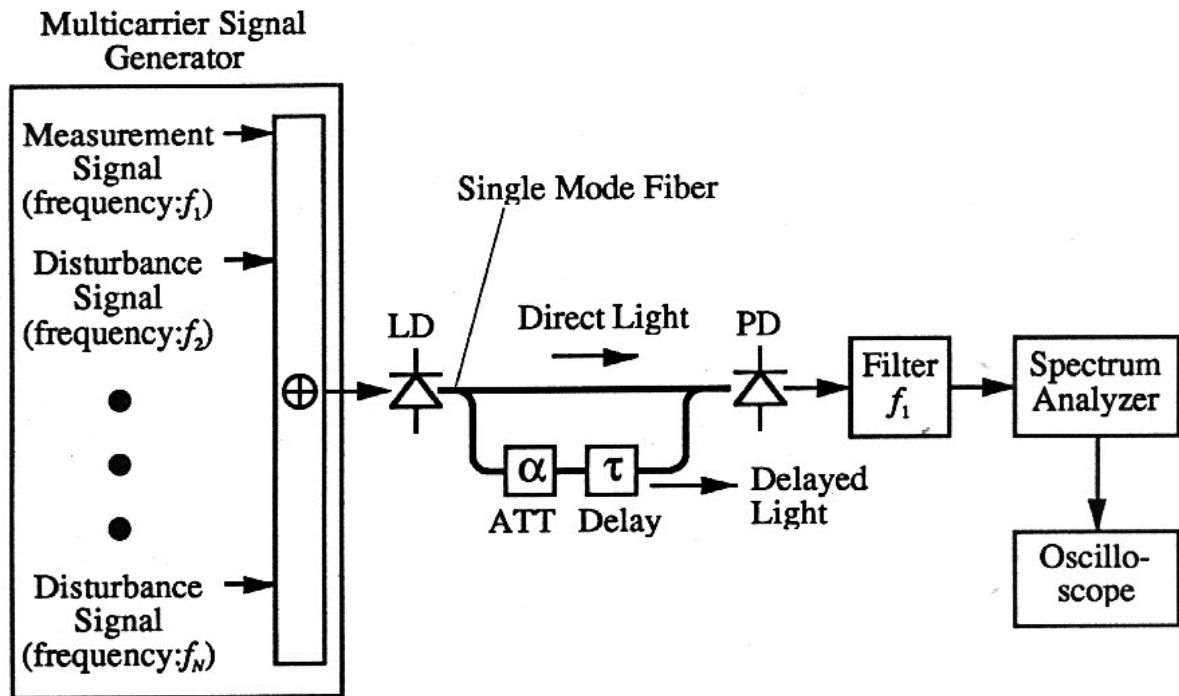 Multicarrier Signal
Generator
Measurement
Signal
(frequency:f1)
Disturbance
Signal
(frequency:f2)
Disturbance
Signal
(frequency:fN)
LD
Single Mode Fiber
Direct Light
PD
α
ATT
τ
Delay
Delayed
Light
Filter
f1
Spectrum
Analyzer
Oscillo-
scope